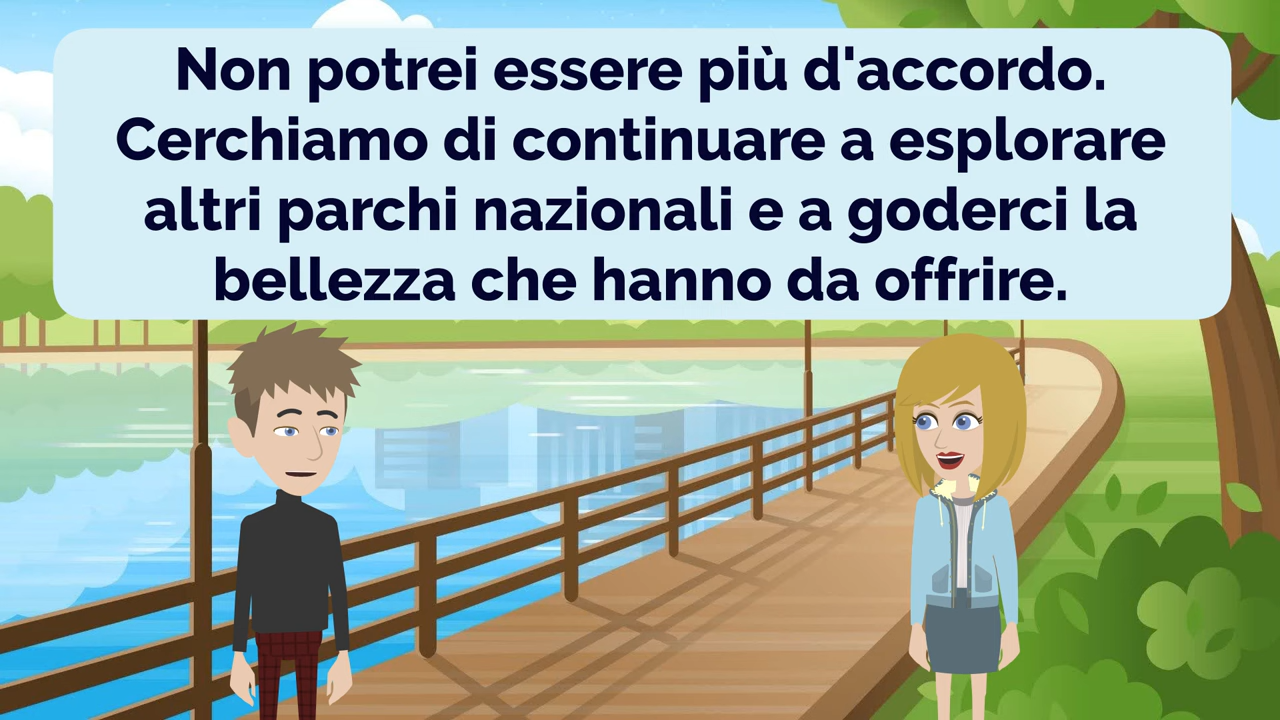 Non potrei essere più d'accordo.
Cerchiamo di continuare a esplorare
altri parchi nazionali e a goderci la
bellezza che hanno da offrire.